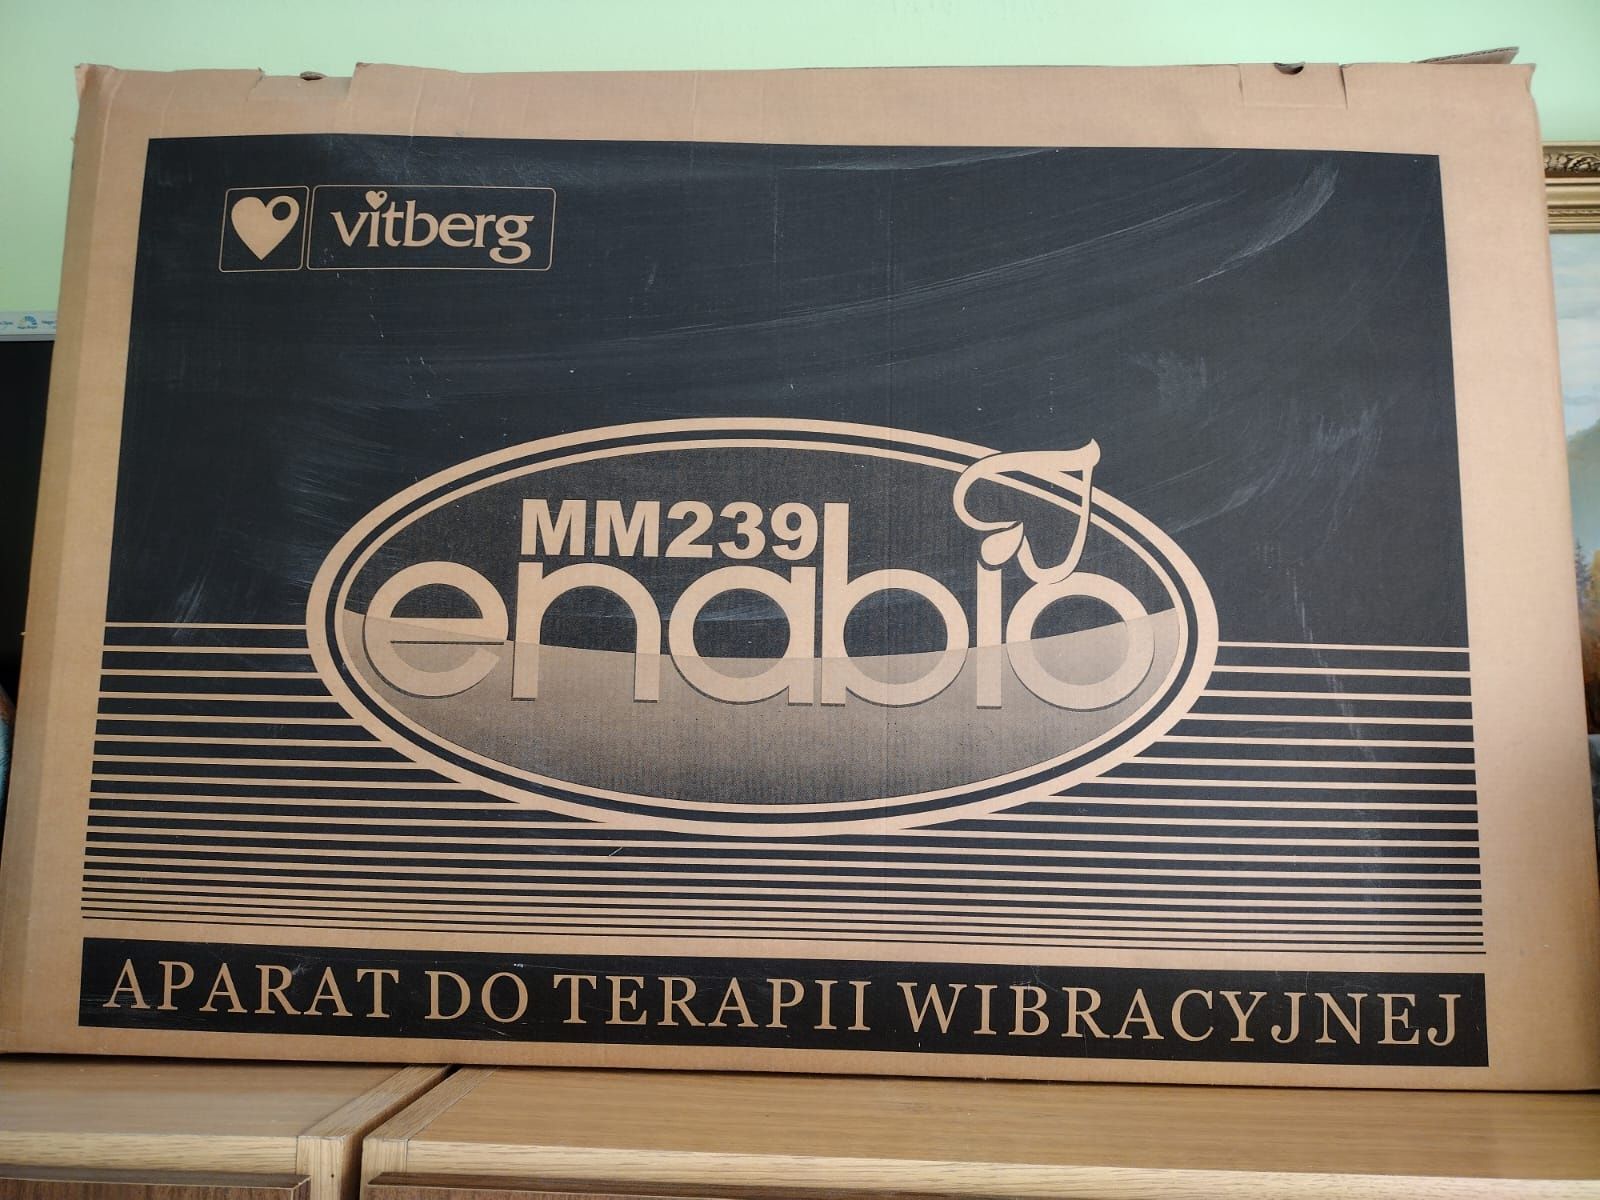 vitberg
MM239
enabio
APARAT DO TERAPII WIBRACYJNEJ